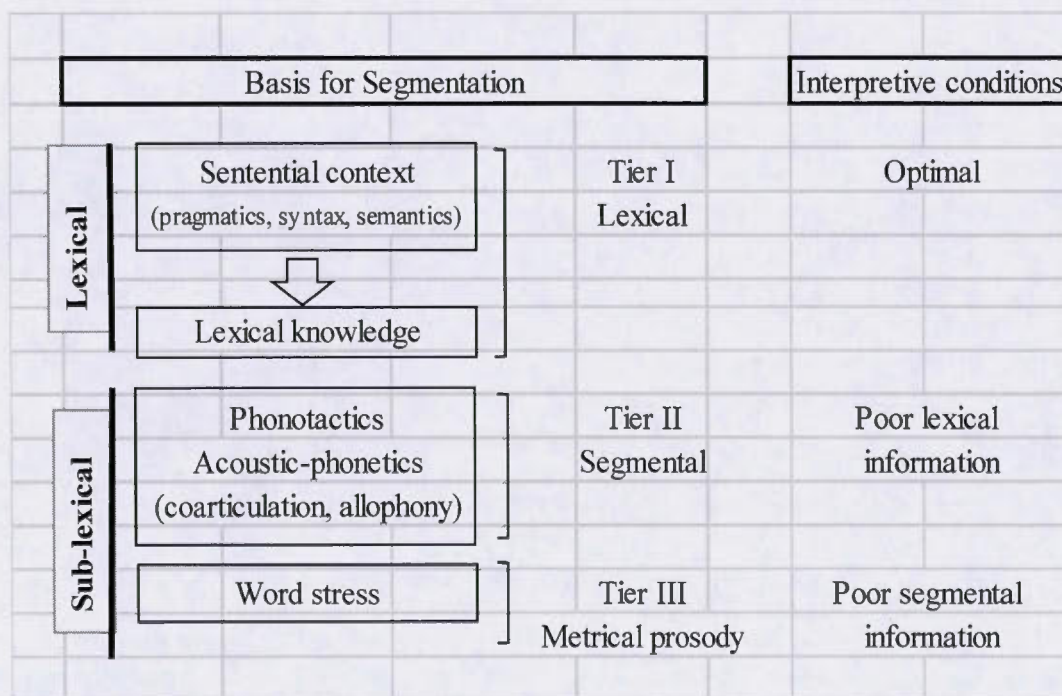 Basis for Segmentation
Interpretive conditions
Lexical
Sentential context
(pragmatics, syntax, semantics)
Lexical knowledge
Tier I
Lexical
Optimal
Sub-lexical
Phonotactics
Acoustic-phonetics
(coarticulation, allophony)
Tier II
Segmental
Poor lexical
information
Word stress
Tier III
Metrical prosody
Poor segmental
information